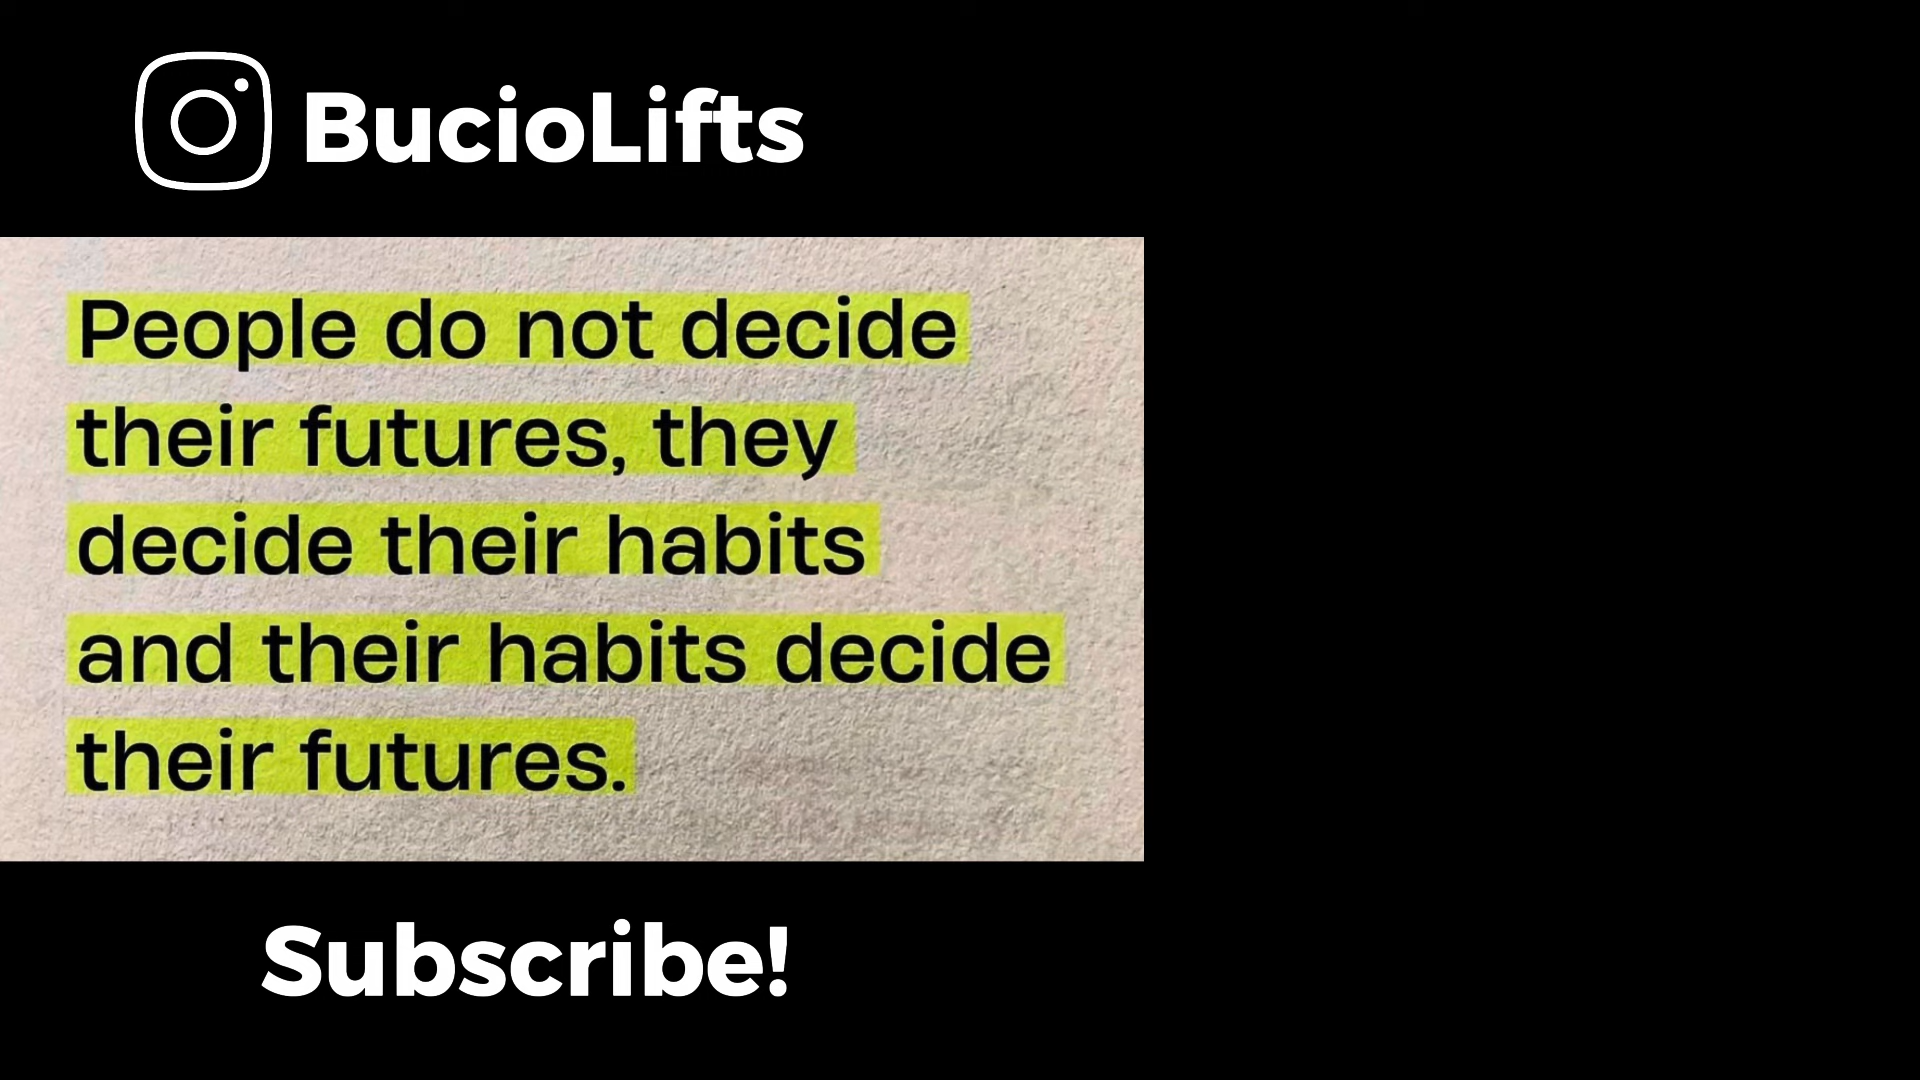 BucioLifts
People do not decide
their futures, they
decide their habits
and their habits decide
their futures.
Subscribe!